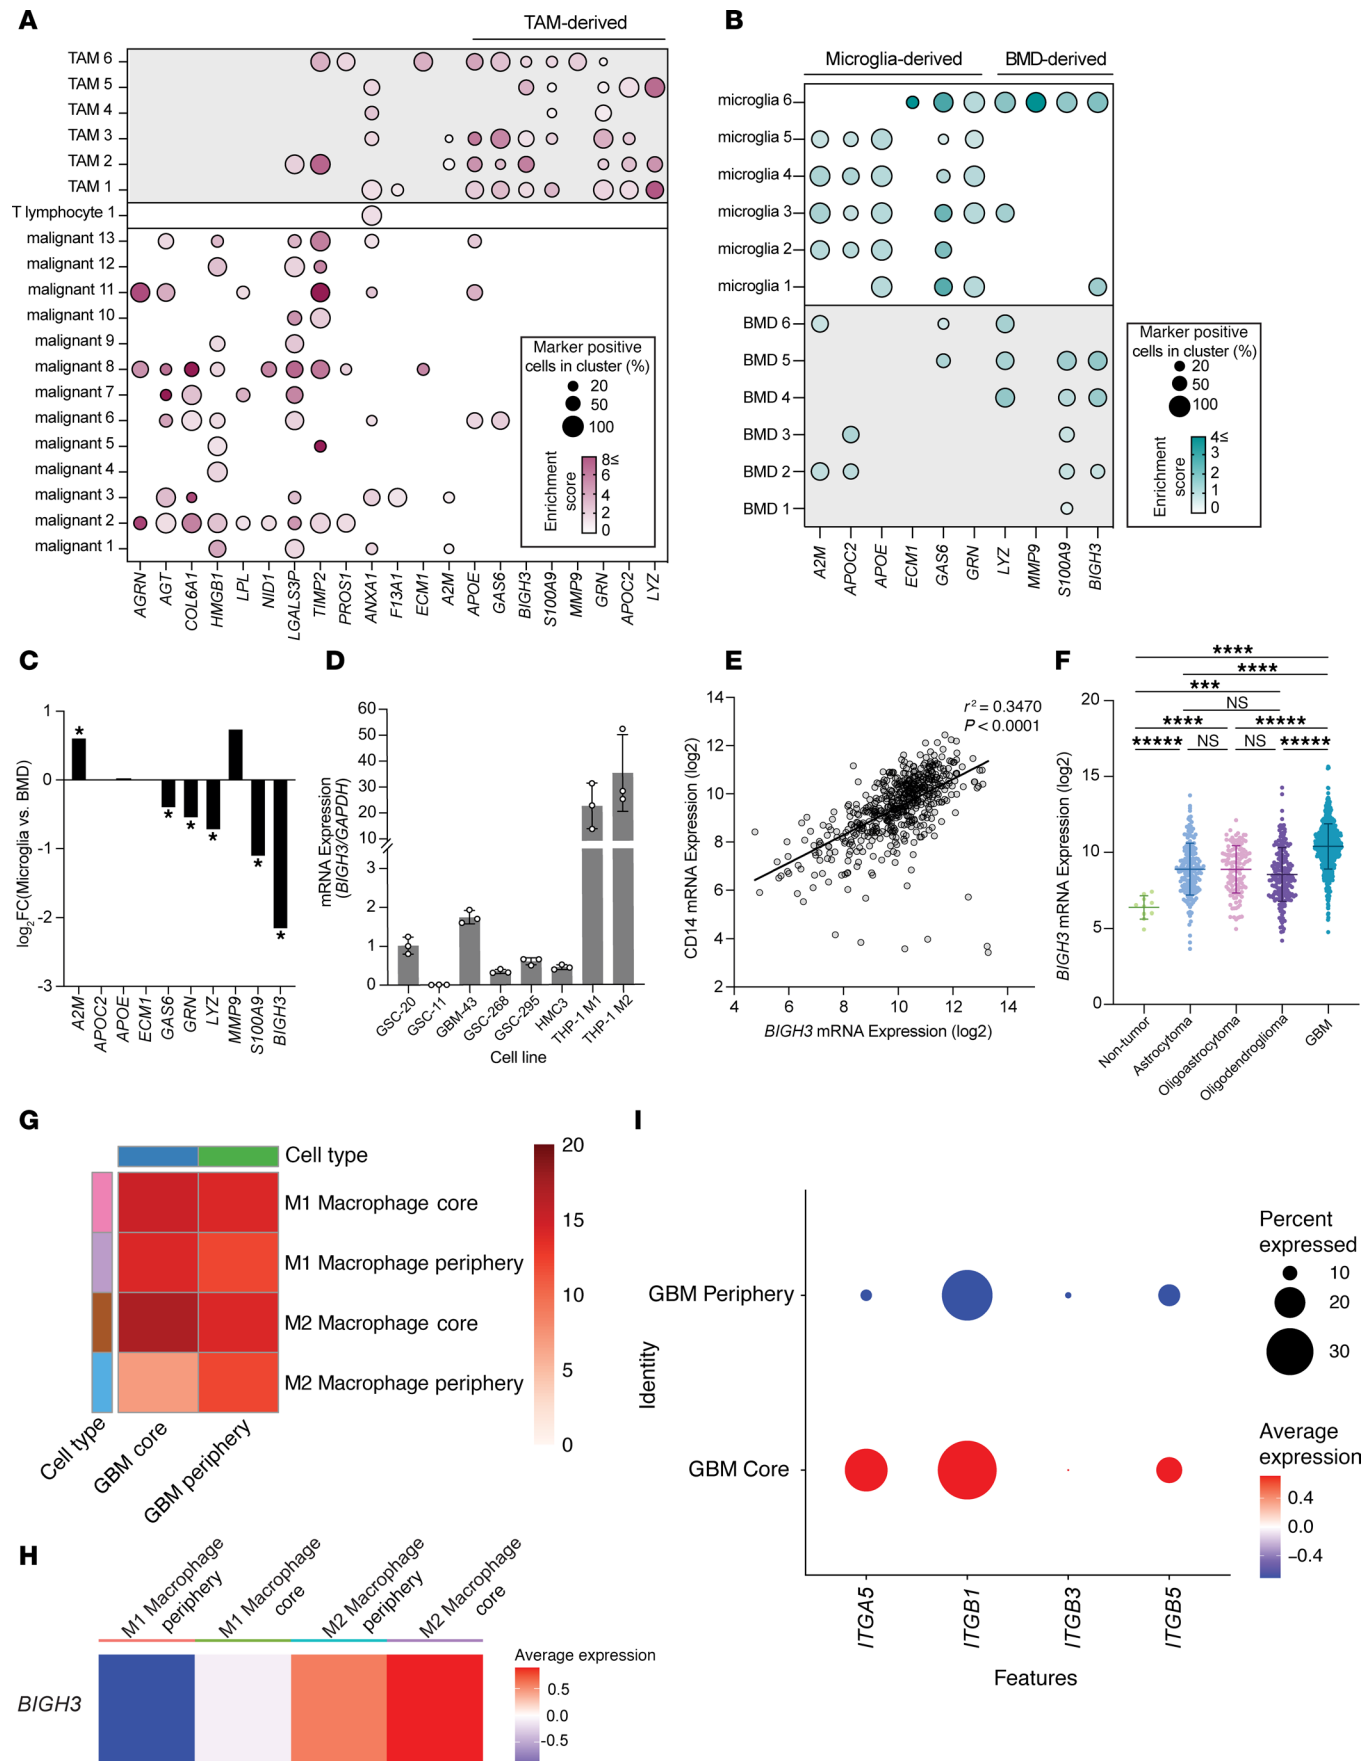 A
TAM-derived
TAM 6
TAM 5
TAM 4
TAM 3
TAM 2
TAM 1
T lymphocyte 1
malignant 13
malignant 12
malignant 11
malignant 10
malignant 9
malignant 8
malignant 7
malignant 6
malignant 5
malignant 4
malignant 3
malignant 2
malignant 1
Marker positive
cells in cluster (%)
20
50
100
Enrichment
score
8≤
6
4
2
0
AGRN
AGT
COL6A1
HMGB1
LPL
NID1
LGALS3P
TIMP2
PROS1
ANXA1
F13A1
ECM1
A2M
APOE
GAS6
BIGH3
S100A9
MMP9
GRN
APOC2
LYZ
B
Microglia-derived
BMD-derived
microglia 6
microglia 5
microglia 4
microglia 3
microglia 2
microglia 1
BMD 6
BMD 5
BMD 4
BMD 3
BMD 2
BMD 1
Marker positive
cells in cluster (%)
20
50
100
Enrichment
score
4≤
3
2
1
0
A2M
APOC2
APOE
ECM1
GAS6
GRN
LYZ
MMP9
S100A9
BIGH3
C
log2FC(Microglia vs. BMD)
1
0
-1
-2
-3
*
*
*
*
*
*
A2M
APOC2
APOE
ECM1
GAS6
GRN
LYZ
MMP9
S100A9
BIGH3
D
mRNA Expression
(BIGH3/GAPDH)
60
50
40
30
20
10
3
2
1
0
GSC-20
GSC-11
GBM-43
GSC-268
GSC-295
HMC3
THP-1 M1
THP-1 M2
Cell line
E
CD14 mRNA Expression (log2)
14
12
10
8
6
4
2
r2 = 0.3470
P < 0.0001
4
6
8
10
12
14
BIGH3 mRNA Expression (log2)
F
BIGH3 mRNA Expression (log2)
20
15
10
5
0
****
****
***
NS
****
*****
*****
NS
NS
*****
Non-tumor
Astrocytoma
Oligoastrocytoma
Oligodendroglioma
GBM
G
Cell type
M1 Macrophage core
M1 Macrophage periphery
M2 Macrophage core
M2 Macrophage periphery
Cell type
GBM core
GBM periphery
20
15
10
5
0
H
M1 Macrophage
periphery
M1 Macrophage
core
M2 Macrophage
periphery
M2 Macrophage
core
BIGH3
Average expression
0.5
0.0
-0.5
I
Identity
GBM Periphery
GBM Core
ITGA5
ITGB1
ITGB3
ITGB5
Features
Percent
expressed
10
20
30
Average
expression
0.4
0.0
−0.4